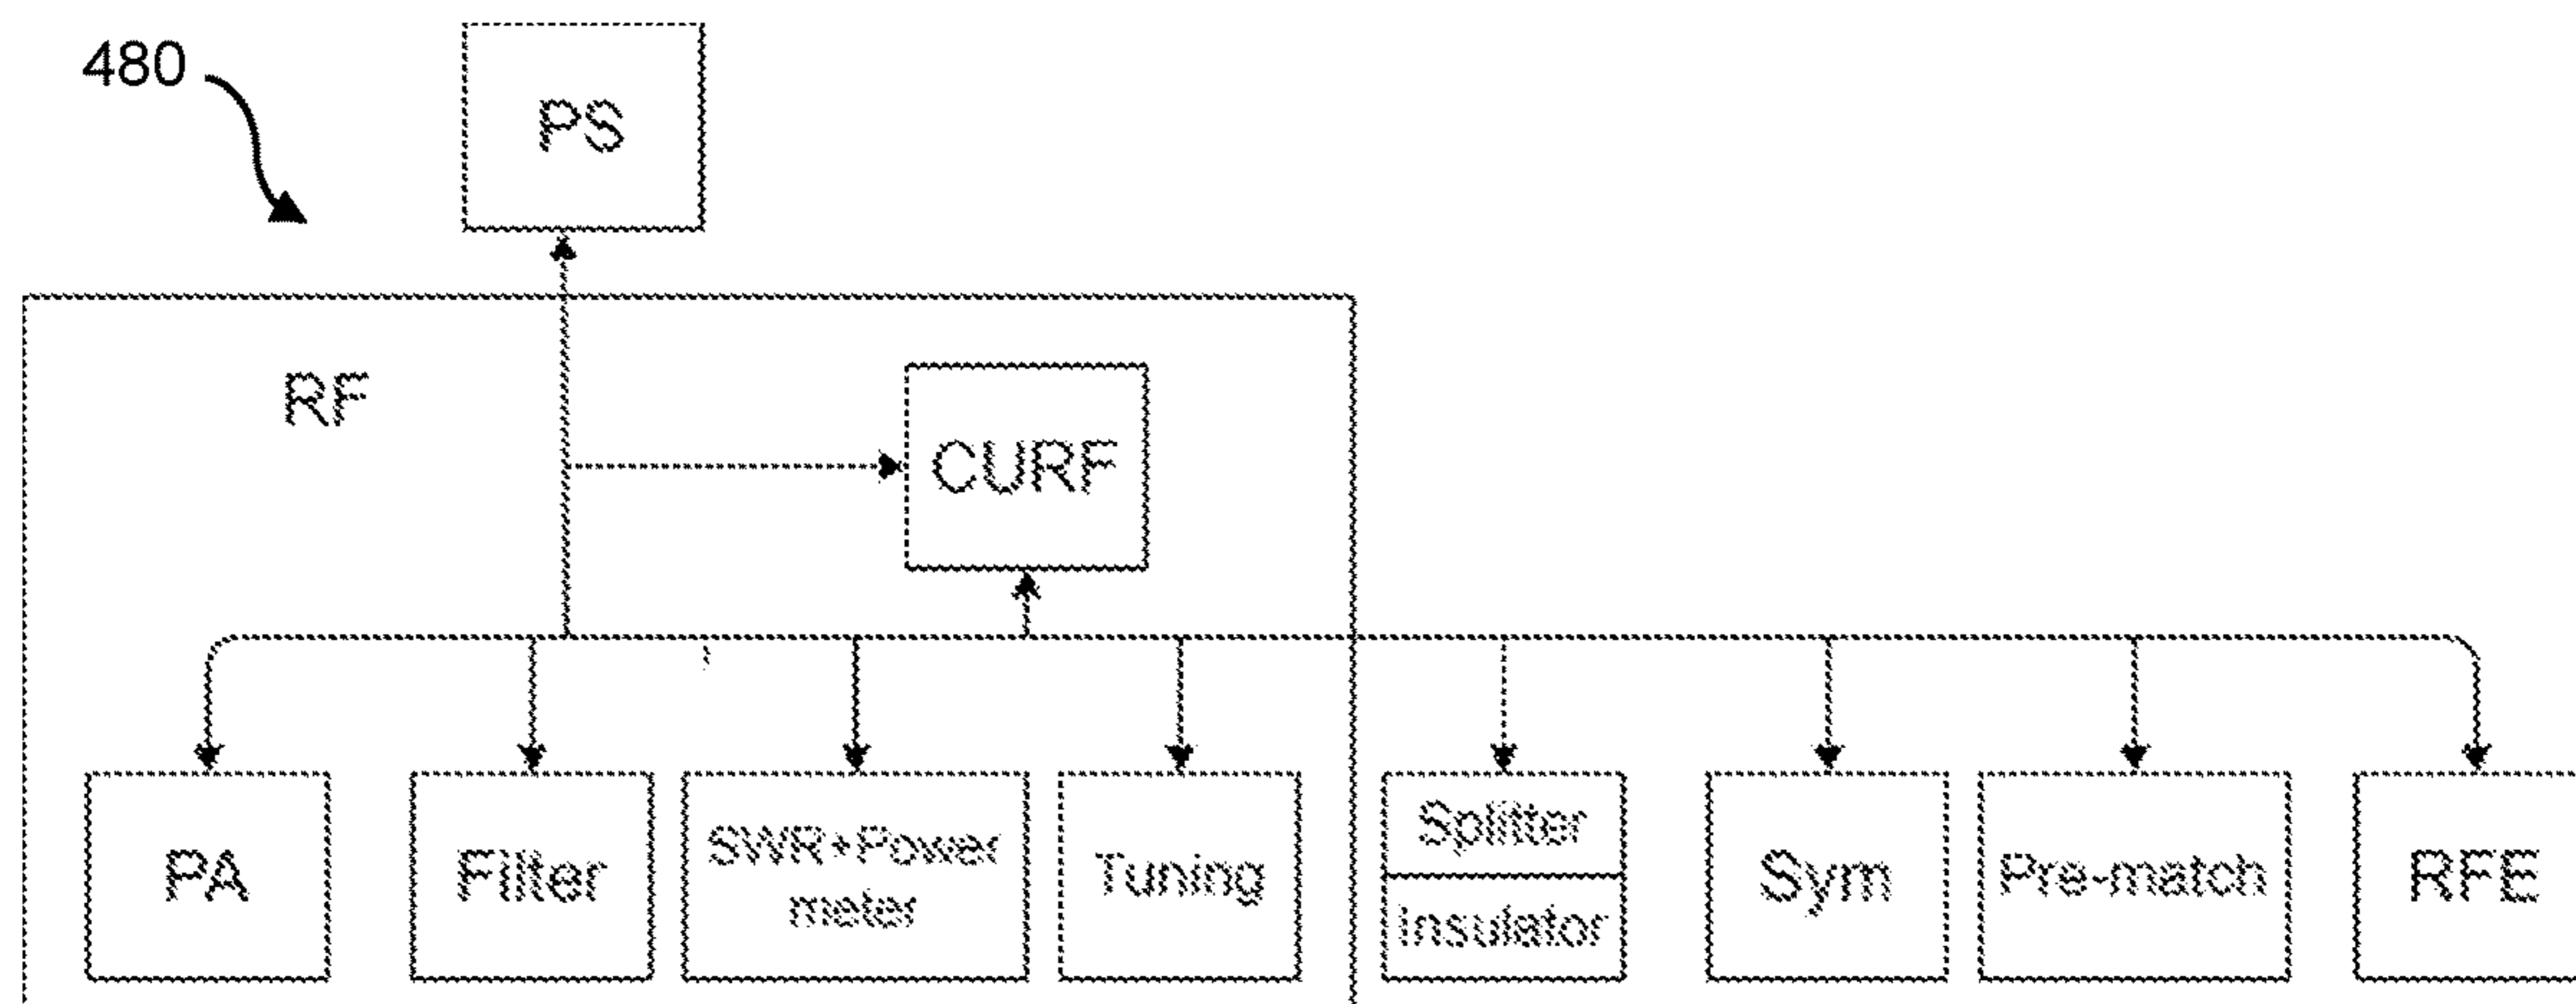 480
PS
RF
CURF
PA
Filter
SWR+Power
meter
Tuning
Splitter
Insulator
Sym
Pre-match
RFE